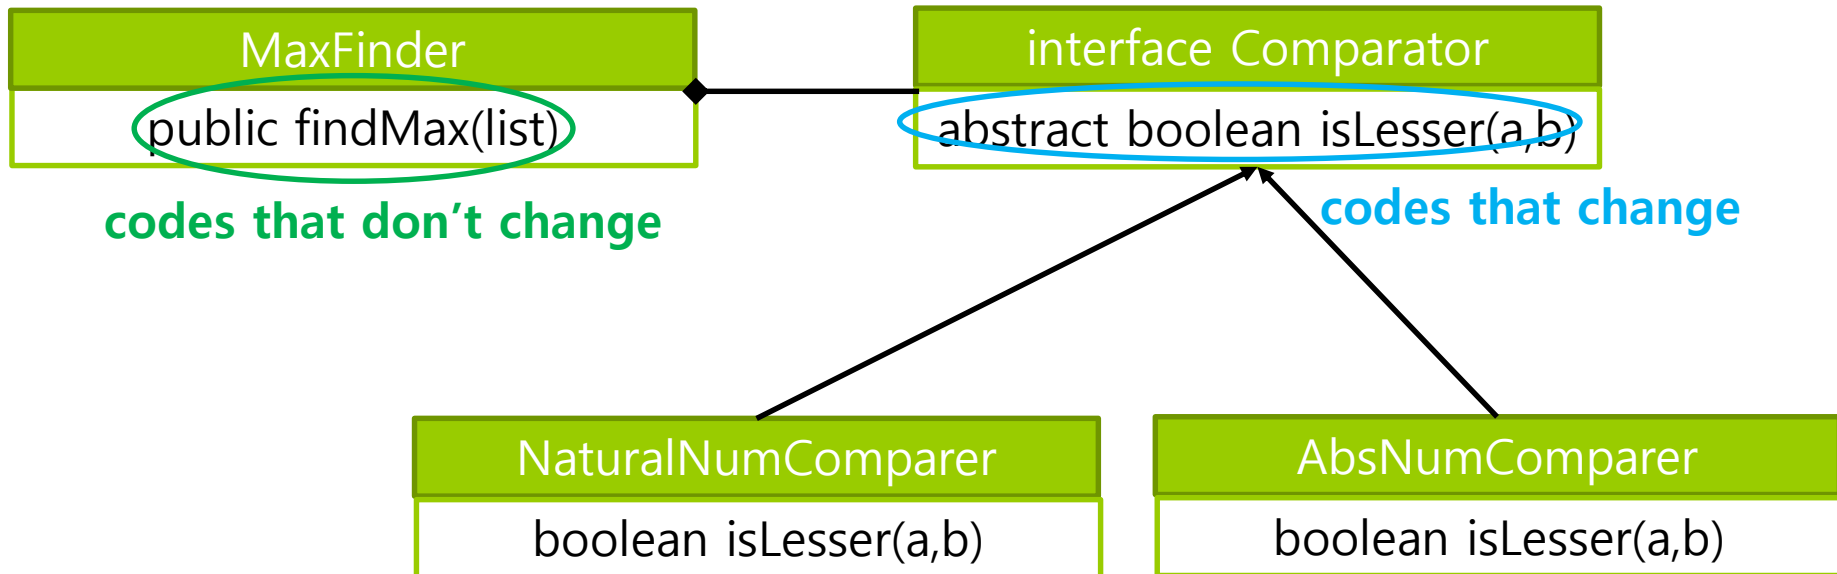 MaxFinder
public findMax(list)
codes that don’t change
interface Comparator
abstract boolean isLesser(a,b)
codes that change
NaturalNumComparer
boolean isLesser(a,b)
AbsNumComparer
boolean isLesser(a,b)